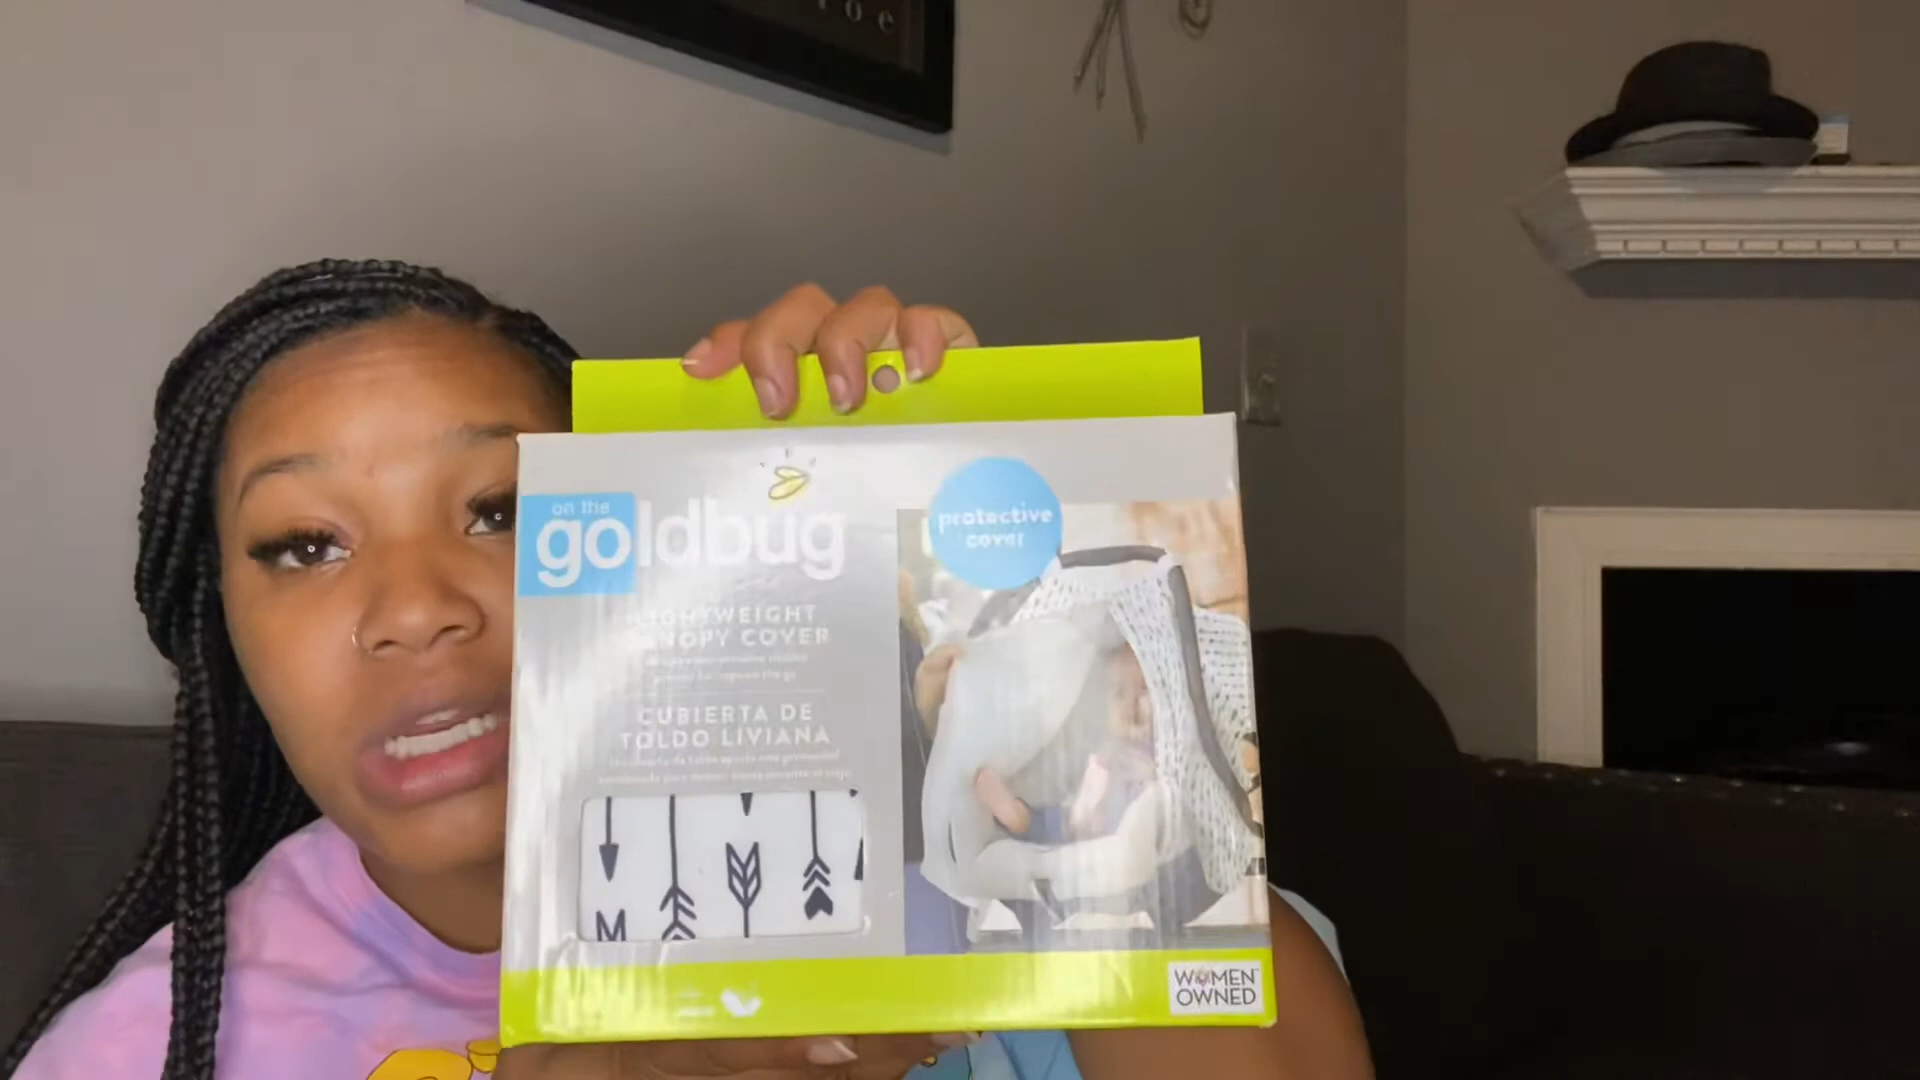 on the
goldbug
protective
cover
LIGHTWEIGHT
CANOPY COVER
CUBIERTA DE
TOLDO LIVIANA
WOMEN
OWNED